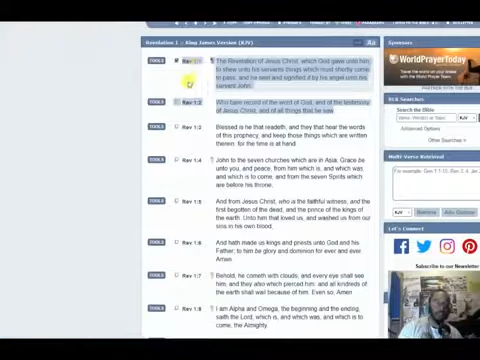 Revelation 1 :: King James Version (KJV)
Aa
TOOLS
Rev 1:1
The Revelation of Jesus Christ, which God gave unto him
to shew unto his servants things which must shortly come
to pass; and he sent and signified it by his angel unto his
servant John:
TOOLS
Rev 1:2
Who bare record of the word of God, and of the testimony
of Jesus Christ, and of all things that he saw.
TOOLS
Rev 1:3
Blessed is he that readeth, and they that hear the words
of this prophecy, and keep those things which are written
therein: for the time is at hand
TOOLS
Rev 1:4
John to the seven churches which are in Asia: Grace be
unto you, and peace, from him which is, and which was,
and which is to come; and from the seven Spirits which
are before his throne;
TOOLS
Rev 1:5
And from Jesus Christ, who is the faithful witness, and the
first begotten of the dead, and the prince of the kings of
the earth. Unto him that loved us, and washed us from our
sins in his own blood,
TOOLS
Rev 1:6
And hath made us kings and priests unto God and his
Father; to him be glory and dominion for ever and ever.
Amen.
TOOLS
Rev 1:7
Behold, he cometh with clouds; and every eye shall see
him, and they also which pierced him: and all kindreds of
the earth shall wail because of him. Even so, Amen.
TOOLS
Rev 1:8
I am Alpha and Omega, the beginning and the ending,
saith the Lord, which is, and which was, and which is to
come, the Almighty.
Sponsors
WorldPrayerToday
PARTNER WITH BLB
BLB Searches
Search the Bible
KJV
Advanced Options
Other Searches
Multi-Verse Retrieval
KJV
Retrieve
Let's Connect
Subscribe to our Newsletter